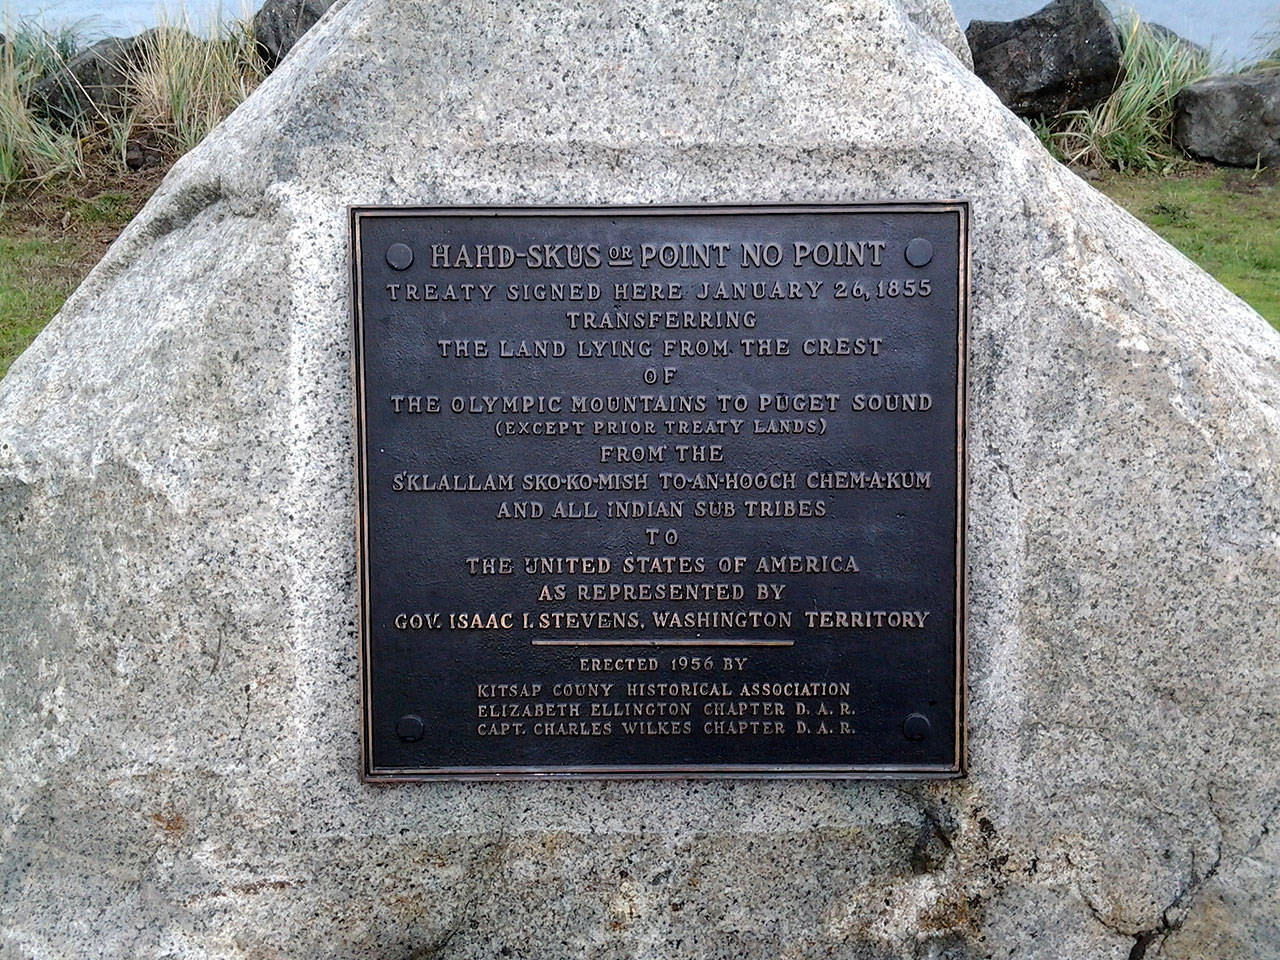 HAHD-SKUS OR POINT NO POINT
TREATY SIGNED HERE JANUARY 26, 1855
TRANSFERRING
THE LAND LYING FROM THE CREST
OF
THE OLYMPIC MOUNTAINS TO PUGET SOUND
(EXCEPT PRIOR TREATY LANDS)
FROM THE
S'KLALLAM SKO-KO-MISH TO-AN-HOOCH CHEM-A-KUM
AND ALL INDIAN SUB TRIBES
TO
THE UNITED STATES OF AMERICA
AS REPRESENTED BY
GOV. ISAAC I. STEVENS, WASHINGTON TERRITORY
ERECTED 1956 BY
KITSAP COUNY HISTORICAL ASSOCIATION
ELIZABETH ELLINGTON CHAPTER D. A. R.
CAPT. CHARLES WILKES CHAPTER D. A. R.